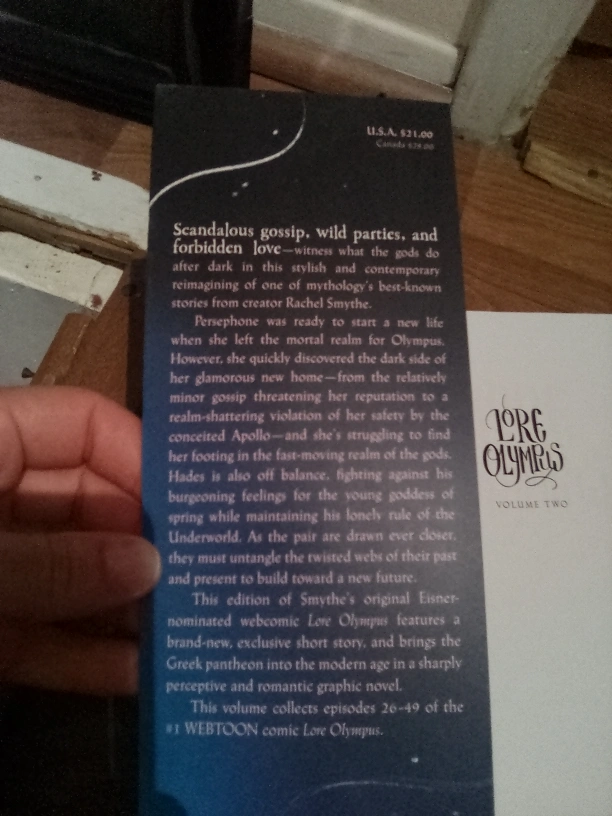 U.S.A. $21.00
Canada $28.00
Scandalous gossip, wild parties, and
forbidden love—witness what the gods do
after dark in this stylish and contemporary
reimagining of one of mythology's best-known
stories from creator Rachel Smythe.
Persephone was ready to start a new life
when she left the mortal realm for Olympus.
However, she quickly discovered the dark side of
her glamorous new home—from the relatively
minor gossip threatening her reputation to a
realm-shattering violation of her safety by the
conceited Apollo—and she's struggling to find
her footing in the fast-moving realm of the gods.
Hades is also off balance, fighting against his
burgeoning feelings for the young goddess of
spring while maintaining his lonely rule of the
Underworld. As the pair are drawn ever closer,
they must untangle the twisted webs of their past
and present to build toward a new future.
This edition of Smythe's original Eisner-
nominated webcomic Lore Olympus features a
brand-new, exclusive short story, and brings the
Greek pantheon into the modern age in a sharply
perceptive and romantic graphic novel.
This volume collects episodes 26–49 of the
#1 WEBTOON comic Lore Olympus.
LORE
OLYMPUS
VOLUME TWO